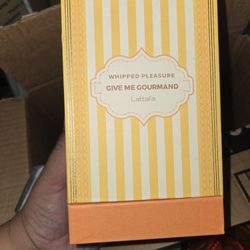 WHIPPED PLEASURE
GIVE ME GOURMAND
Lattafa